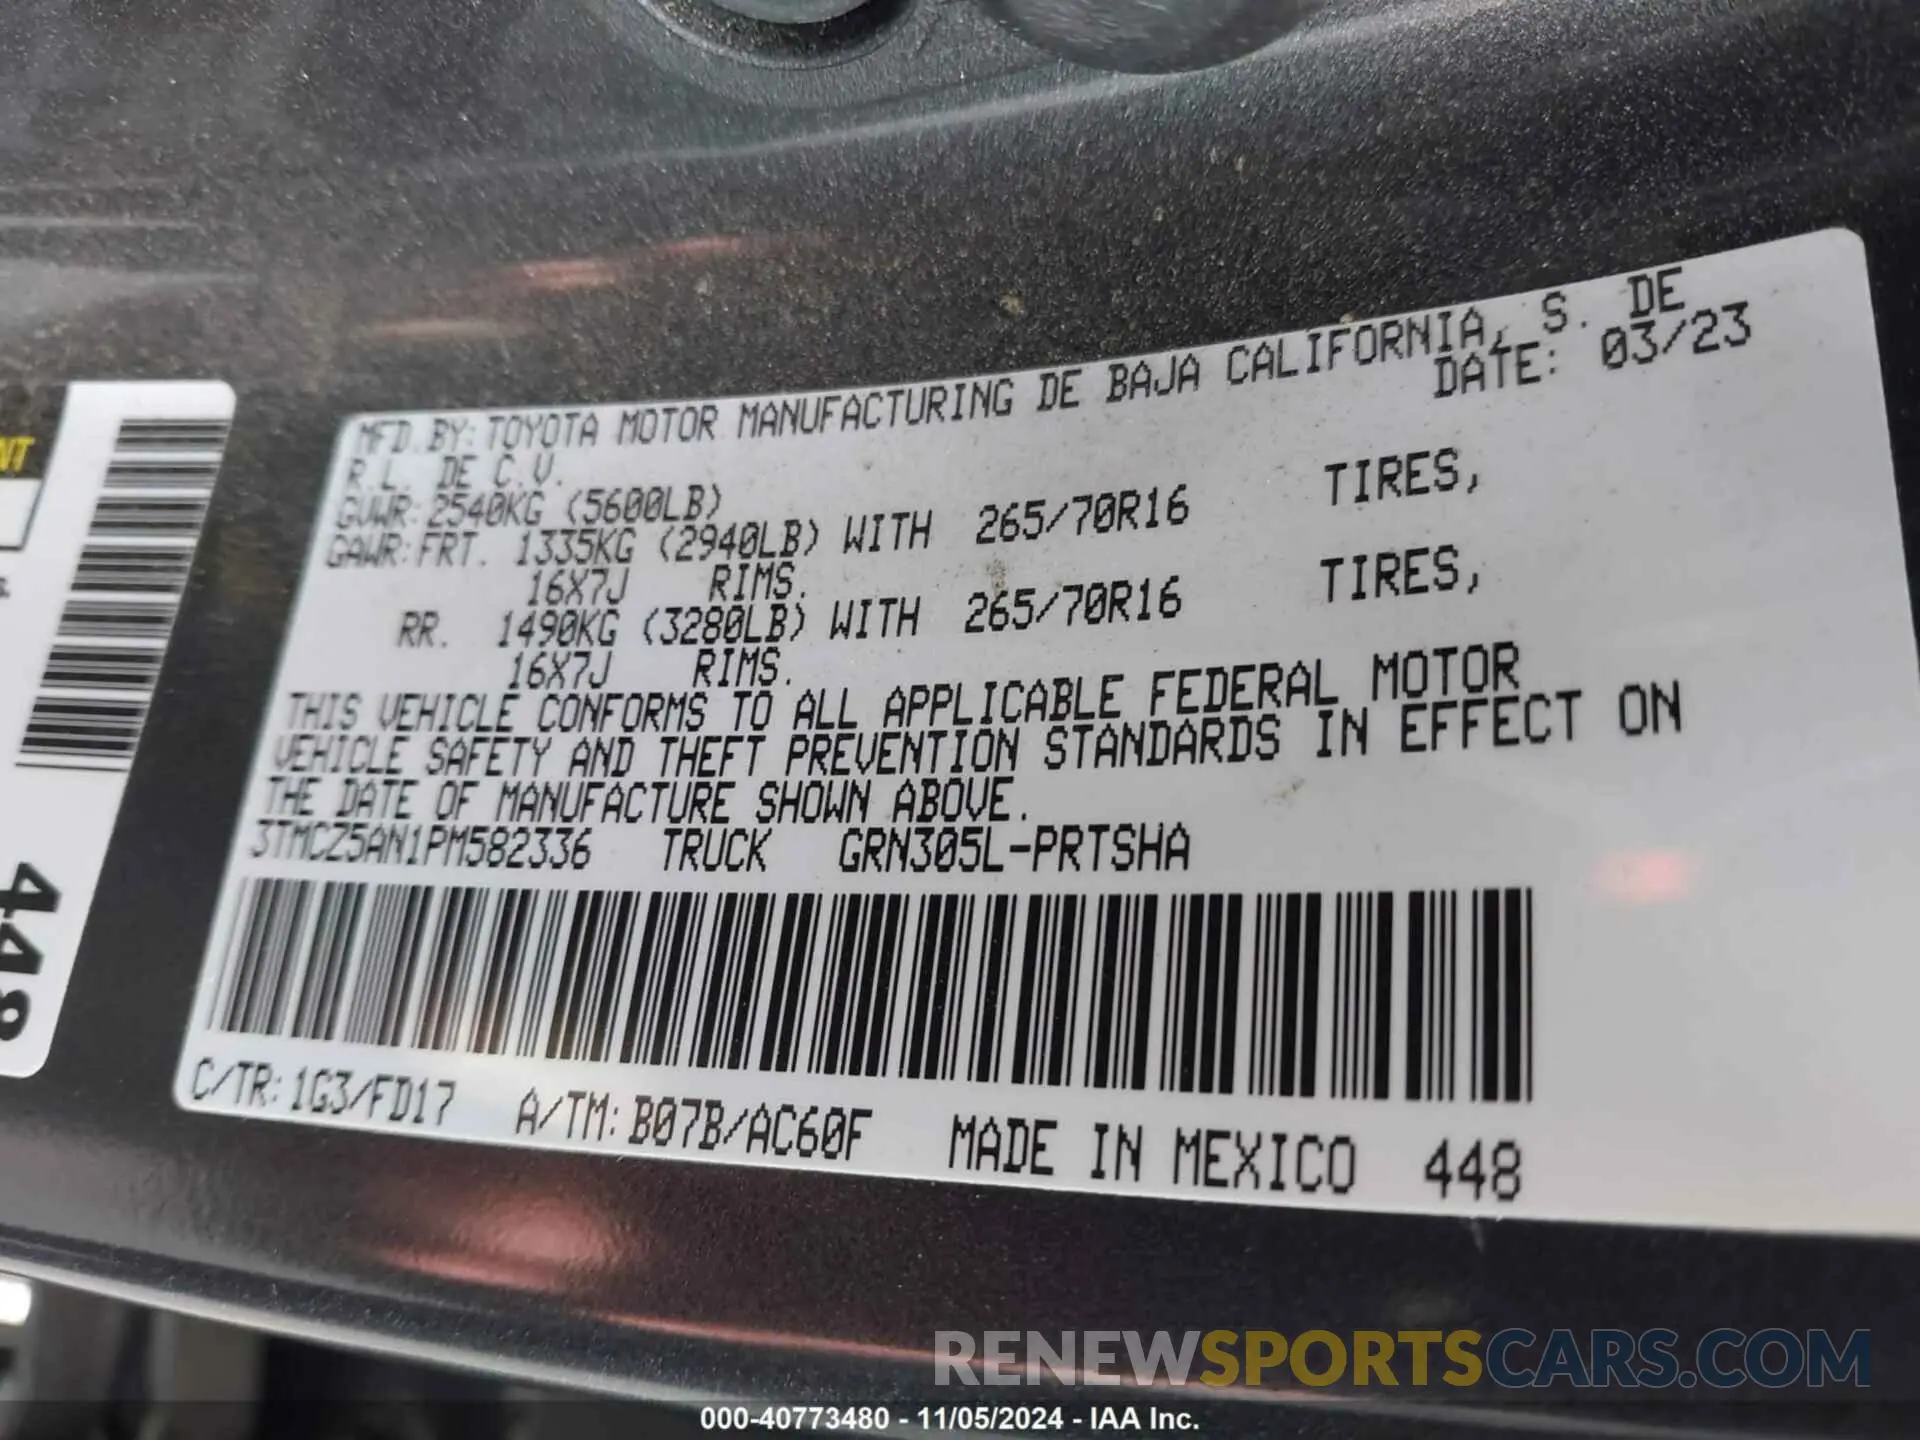 MFD.BY: TOYOTA MOTOR MANUFACTURING DE BAJA CALIFORNIA, S. DE
R.L. DE C.V. DATE: 03/23
GVWR: 2540KG (5600LB)
GAWR: FRT. 1335KG (2940LB) WITH 265/70R16 TIRES,
16X7J RIMS.
RR. 1490KG (3280LB) WITH 265/70R16 TIRES,
16X7J RIMS.
THIS VEHICLE CONFORMS TO ALL APPLICABLE FEDERAL MOTOR
VEHICLE SAFETY AND THEFT PREVENTION STANDARDS IN EFFECT ON
THE DATE OF MANUFACTURE SHOWN ABOVE.
3TMCZ5AN1PM582336 TRUCK GRN305L-PRTSHA
C/TR: 1G3/FD17 A/TM: B07B/AC60F MADE IN MEXICO 448
NT
448
RENEWSPORTSCARS.COM
000-40773480 - 11/05/2024 - IAA Inc.